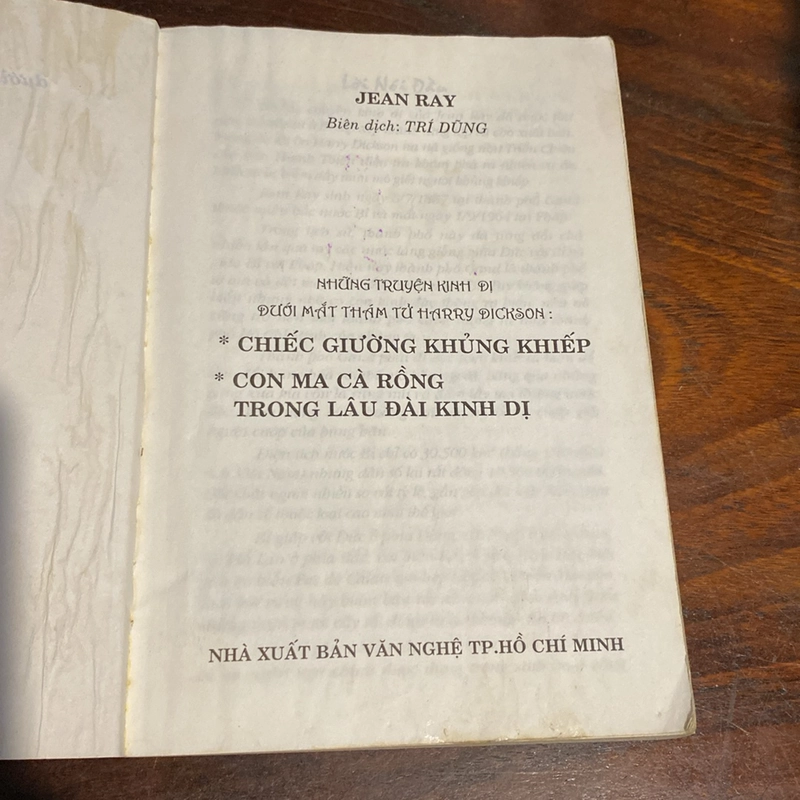 JEAN RAY
Biên dịch: TRÍ DŨNG
NHỮNG TRUYỆN KINH DỊ
DƯỚI MẮT THÁM TỬ HARRY DICKSON :
* CHIẾC GIƯỜNG KHỦNG KHIẾP
* CON MA CÀ RỒNG
TRONG LÂU ĐÀI KINH DỊ
NHÀ XUẤT BẢN VĂN NGHỆ TP.HỒ CHÍ MINH